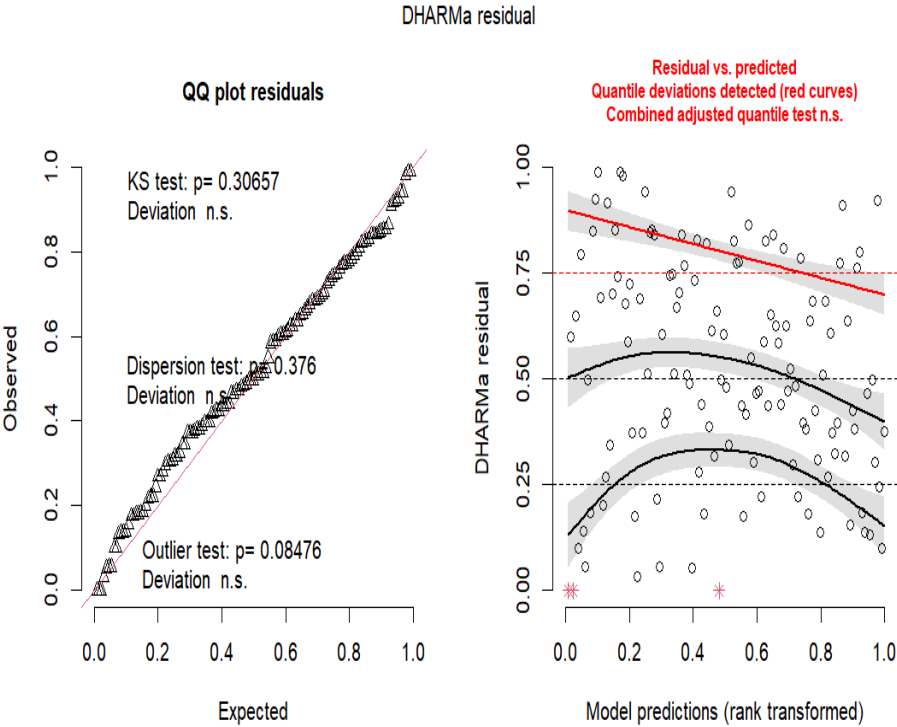 DHARMa residual
QQ plot residuals
KS test: p= 0.30657
Deviation n.s.
Dispersion test: p= 0.376
Deviation n.s.
Outlier test: p= 0.08476
Deviation n.s.
Observed
0.0 0.2 0.4 0.6 0.8 1.0
0.0 0.2 0.4 0.6 0.8 1.0
Expected
Residual vs. predicted
Quantile deviations detected (red curves)
Combined adjusted quantile test n.s.
DHARMa residual
0.00 0.25 0.50 0.75 1.00
0.0 0.2 0.4 0.6 0.8 1.0
Model predictions (rank transformed)